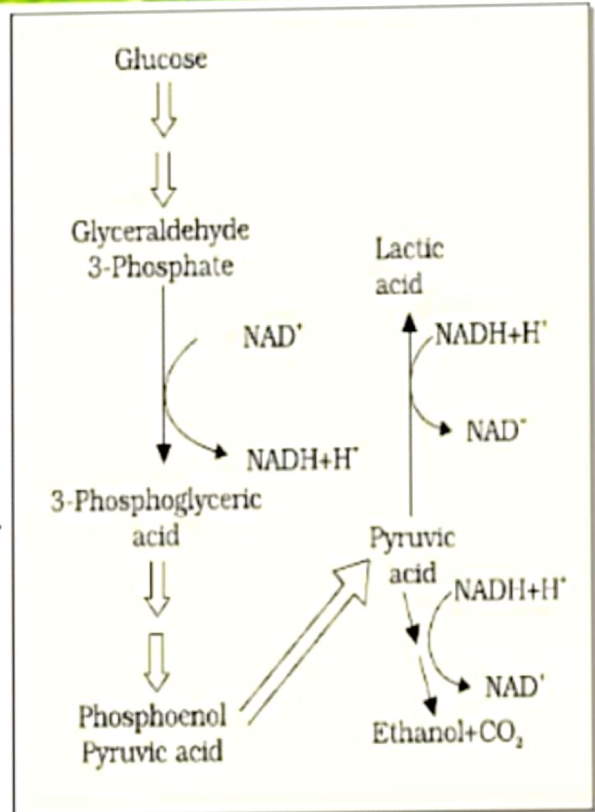 Glucose
Glyceraldehyde
3-Phosphate
NAD⁺
NADH+H⁺
3-Phosphoglyceric
acid
Phosphoenol
Pyruvic acid
Lactic
acid
NADH+H⁺
NAD⁺
Pyruvic
acid
NADH+H⁺
NAD⁺
Ethanol+CO₂